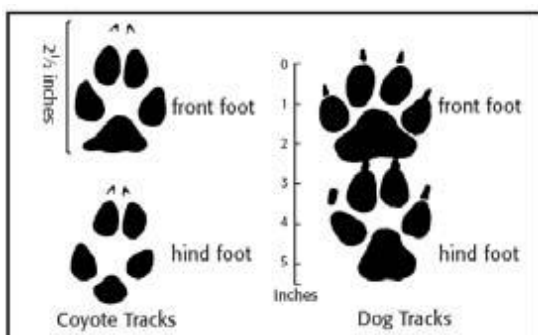 2½ inches
front foot
hind foot
Coyote Tracks
0
1
2
3
4
5
Inches
front foot
hind foot
Dog Tracks